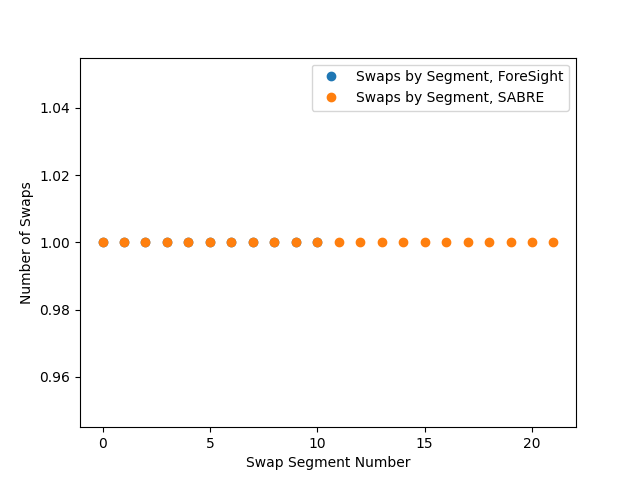 Swaps by Segment, ForeSight
Swaps by Segment, SABRE
1.04
1.02
1.00
0.98
0.96
Number of Swaps
0 5 10 15 20
Swap Segment Number